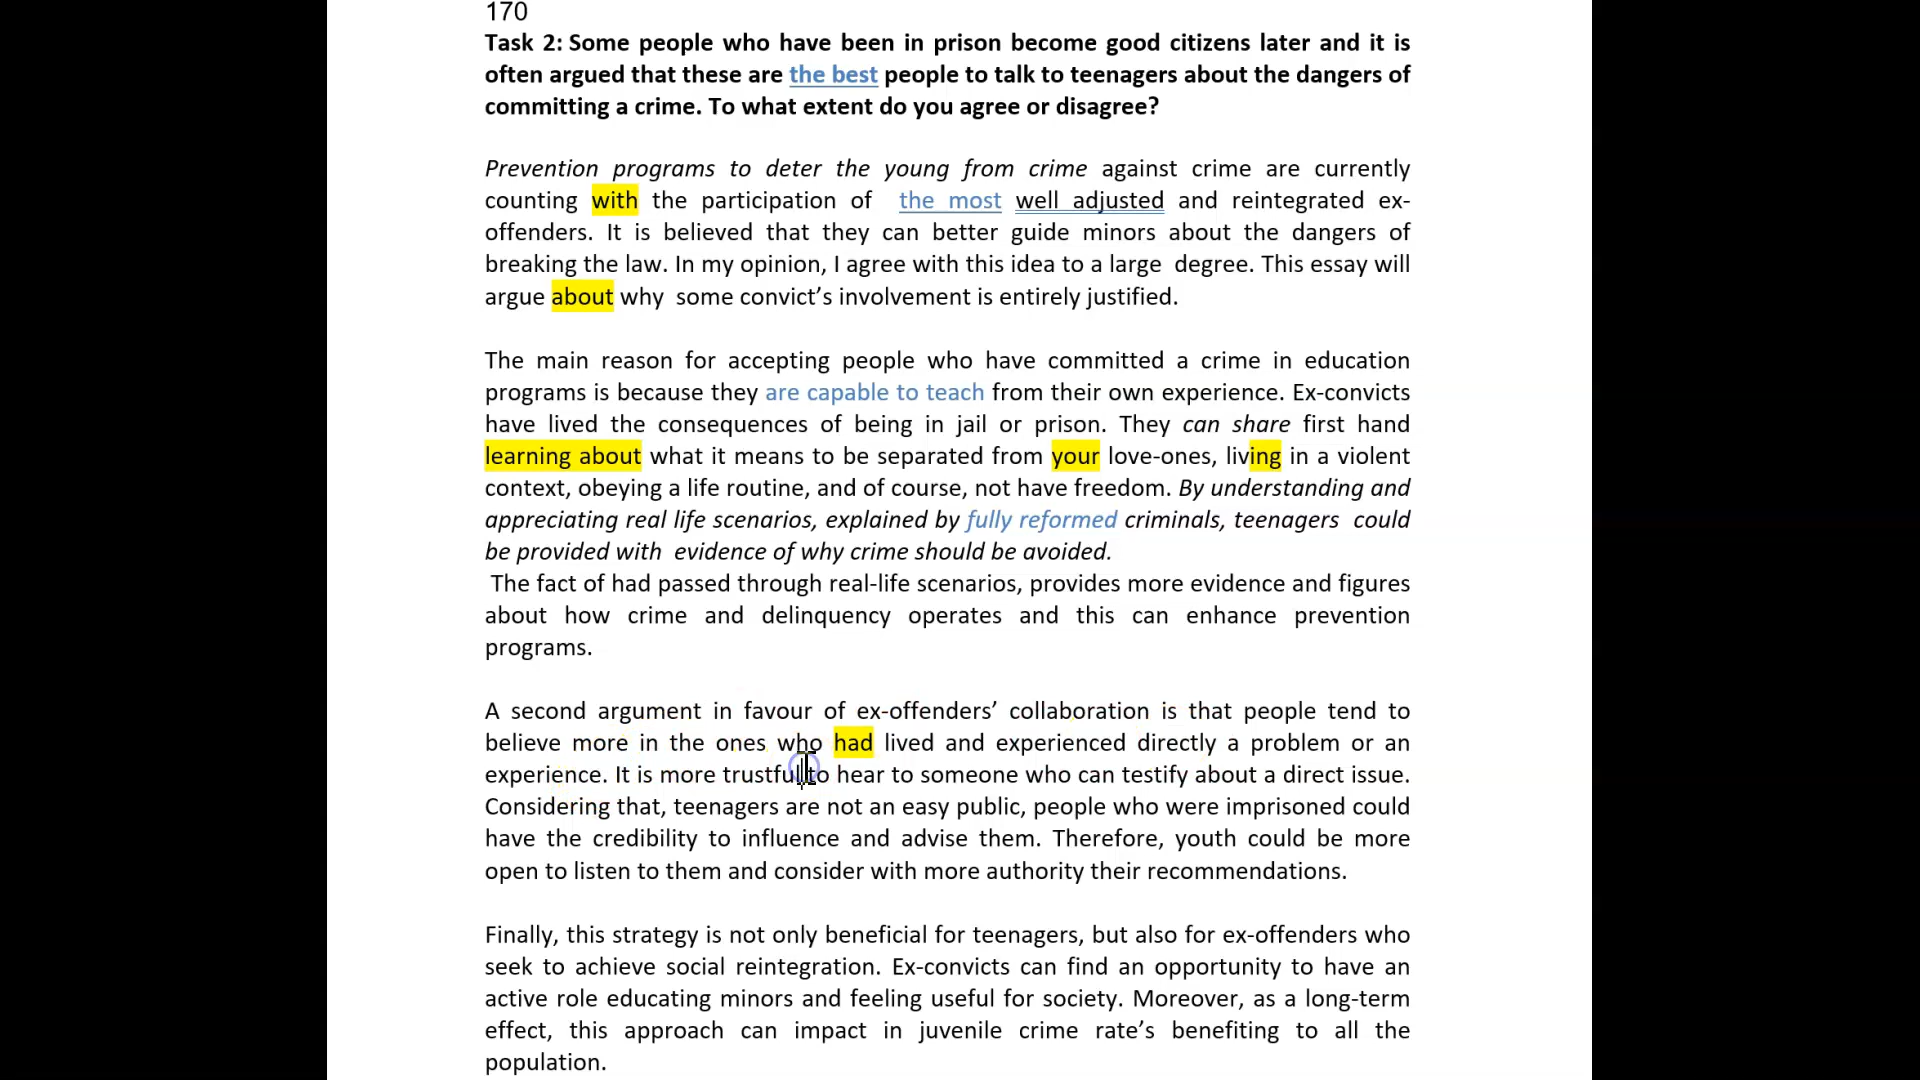 170
Task 2: Some people who have been in prison become good citizens later and it is
often argued that these are the best people to talk to teenagers about the dangers of
committing a crime. To what extent do you agree or disagree?
Prevention programs to deter the young from crime against crime are currently
counting with the participation of the most well adjusted and reintegrated ex-
offenders. It is believed that they can better guide minors about the dangers of
breaking the law. In my opinion, I agree with this idea to a large degree. This essay will
argue about why some convict’s involvement is entirely justified.
The main reason for accepting people who have committed a crime in education
programs is because they are capable to teach from their own experience. Ex-convicts
have lived the consequences of being in jail or prison. They can share first hand
learning about what it means to be separated from your love-ones, living in a violent
context, obeying a life routine, and of course, not have freedom. By understanding and
appreciating real life scenarios, explained by fully reformed criminals, teenagers could
be provided with evidence of why crime should be avoided.
The fact of had passed through real-life scenarios, provides more evidence and figures
about how crime and delinquency operates and this can enhance prevention
programs.
A second argument in favour of ex-offenders’ collaboration is that people tend to
believe more in the ones who had lived and experienced directly a problem or an
experience. It is more trustful to hear to someone who can testify about a direct issue.
Considering that, teenagers are not an easy public, people who were imprisoned could
have the credibility to influence and advise them. Therefore, youth could be more
open to listen to them and consider with more authority their recommendations.
Finally, this strategy is not only beneficial for teenagers, but also for ex-offenders who
seek to achieve social reintegration. Ex-convicts can find an opportunity to have an
active role educating minors and feeling useful for society. Moreover, as a long-term
effect, this approach can impact in juvenile crime rate’s benefiting to all the
population.